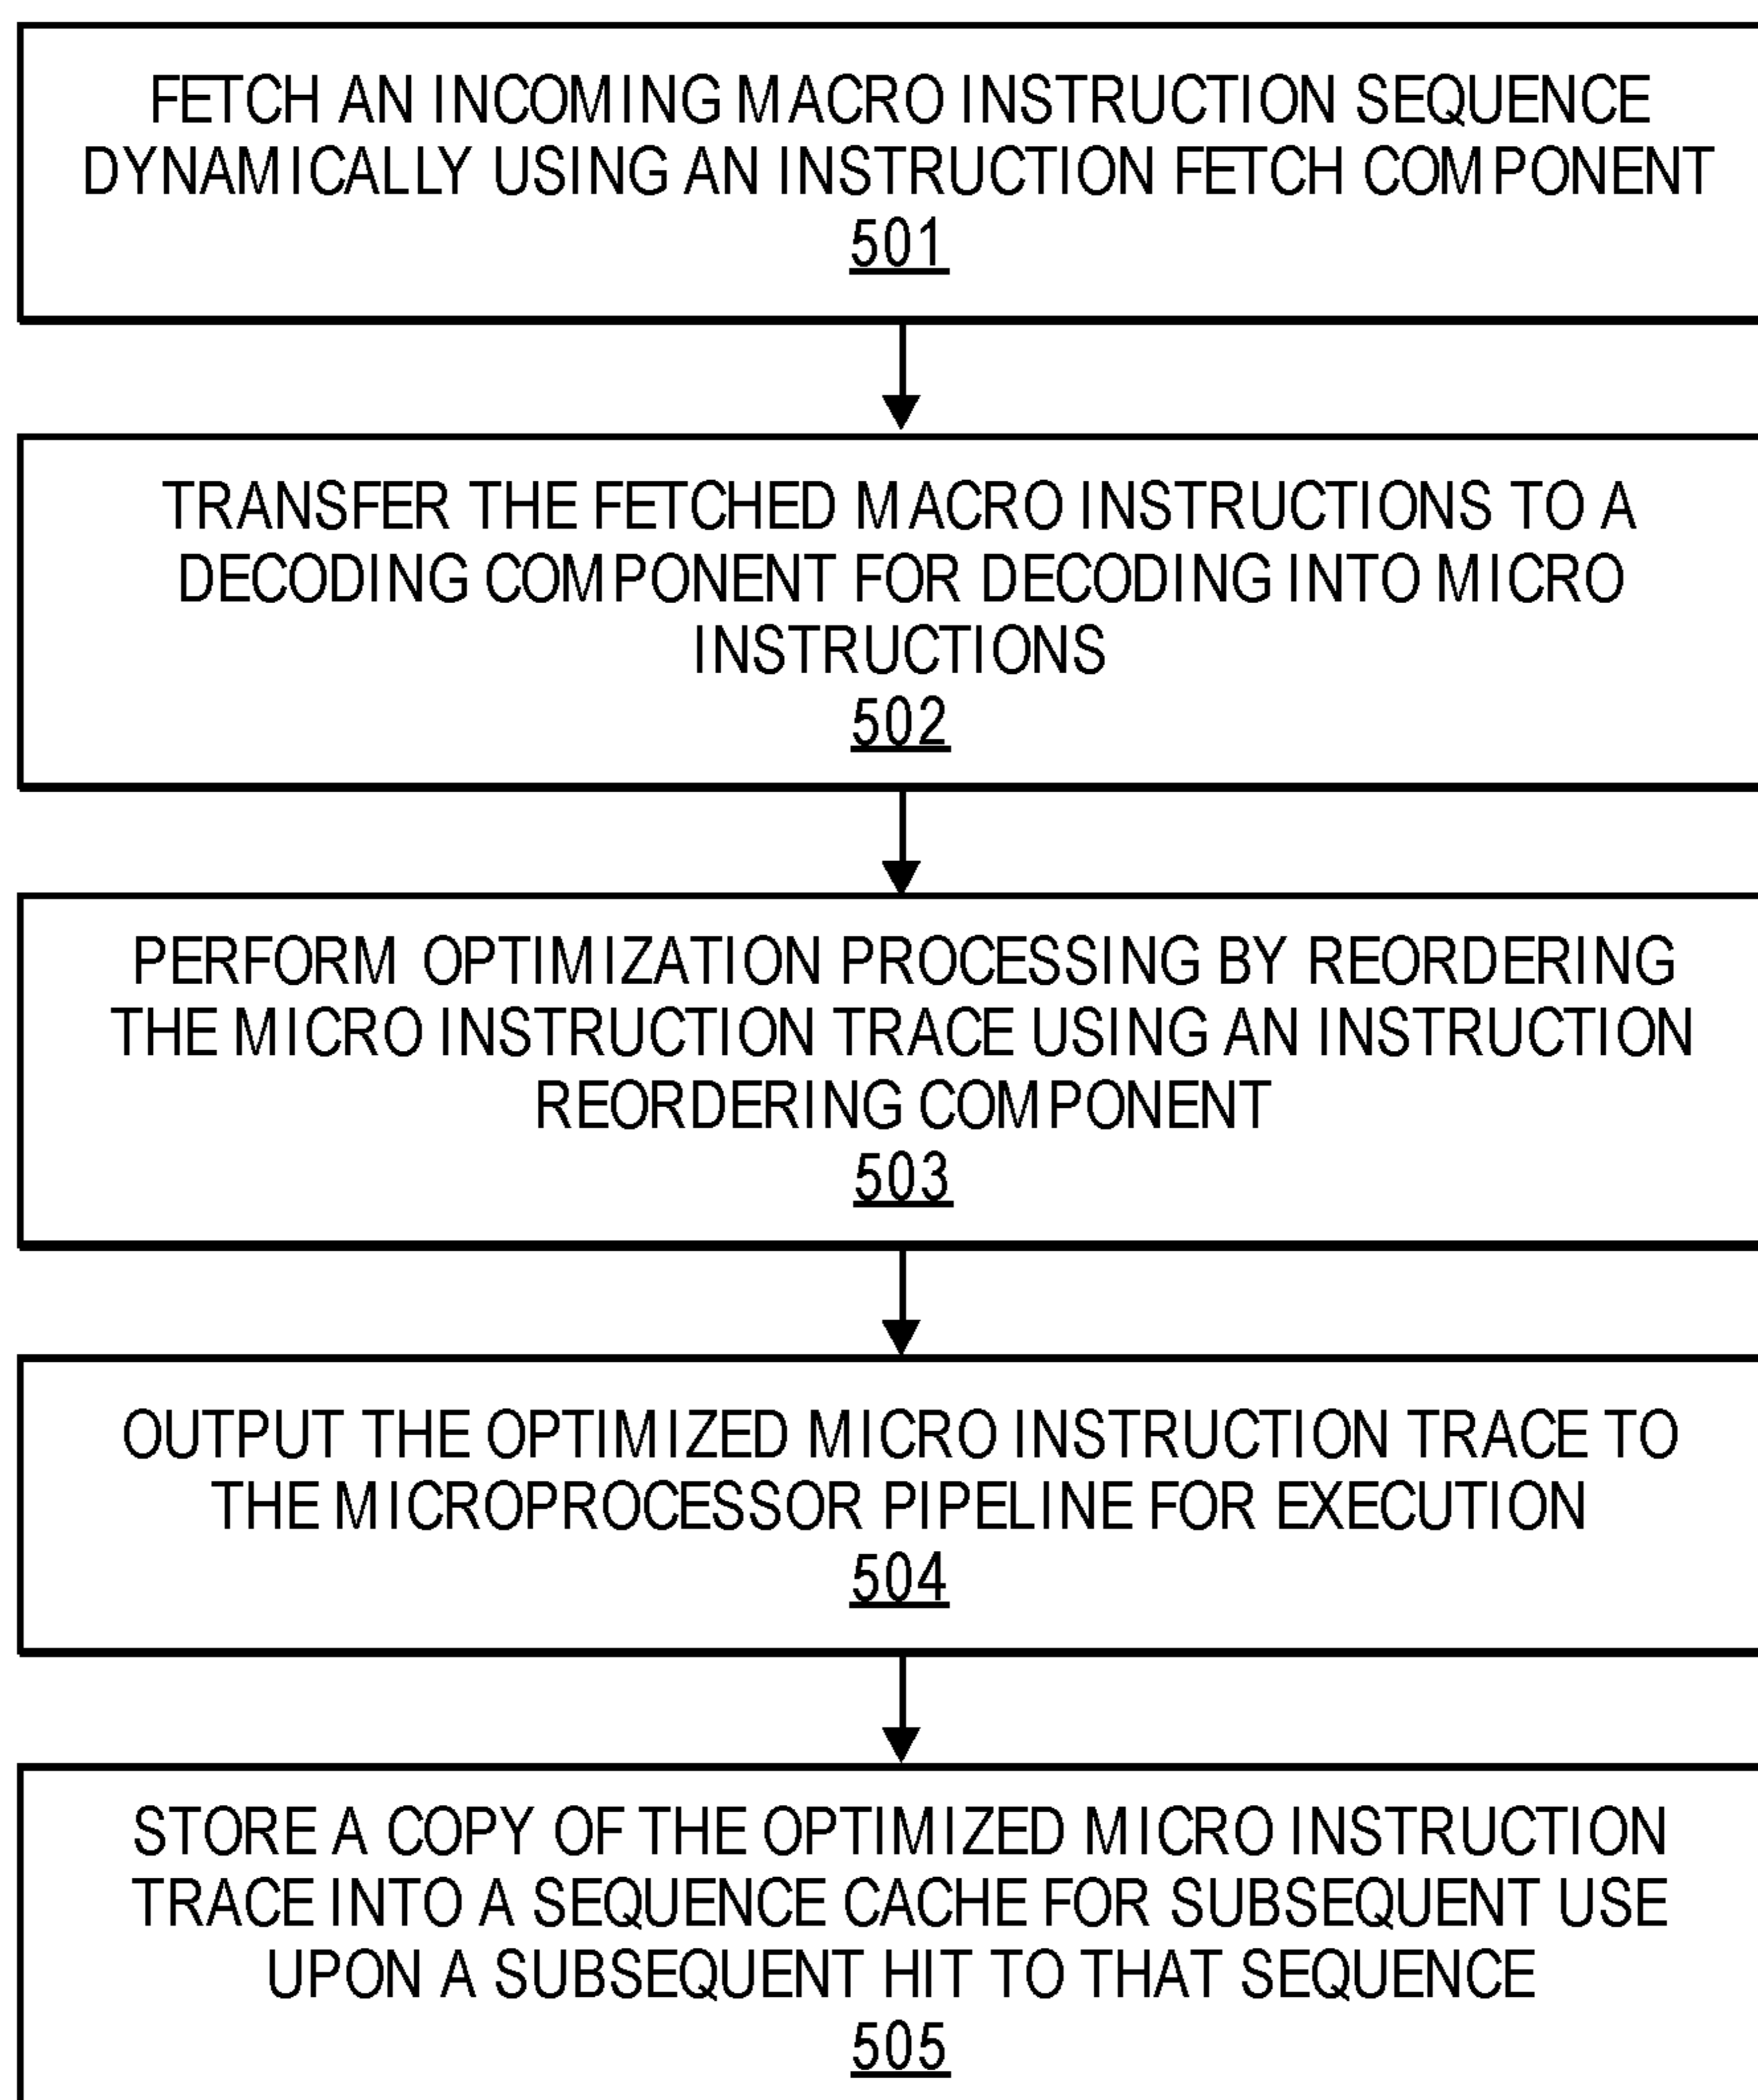 FETCH AN INCOMING MACRO INSTRUCTION SEQUENCE
DYNAMICALLY USING AN INSTRUCTION FETCH COMPONENT
501
TRANSFER THE FETCHED MACRO INSTRUCTIONS TO A
DECODING COMPONENT FOR DECODING INTO MICRO
INSTRUCTIONS
502
PERFORM OPTIMIZATION PROCESSING BY REORDERING
THE MICRO INSTRUCTION TRACE USING AN INSTRUCTION
REORDERING COMPONENT
503
OUTPUT THE OPTIMIZED MICRO INSTRUCTION TRACE TO
THE MICROPROCESSOR PIPELINE FOR EXECUTION
504
STORE A COPY OF THE OPTIMIZED MICRO INSTRUCTION
TRACE INTO A SEQUENCE CACHE FOR SUBSEQUENT USE
UPON A SUBSEQUENT HIT TO THAT SEQUENCE
505